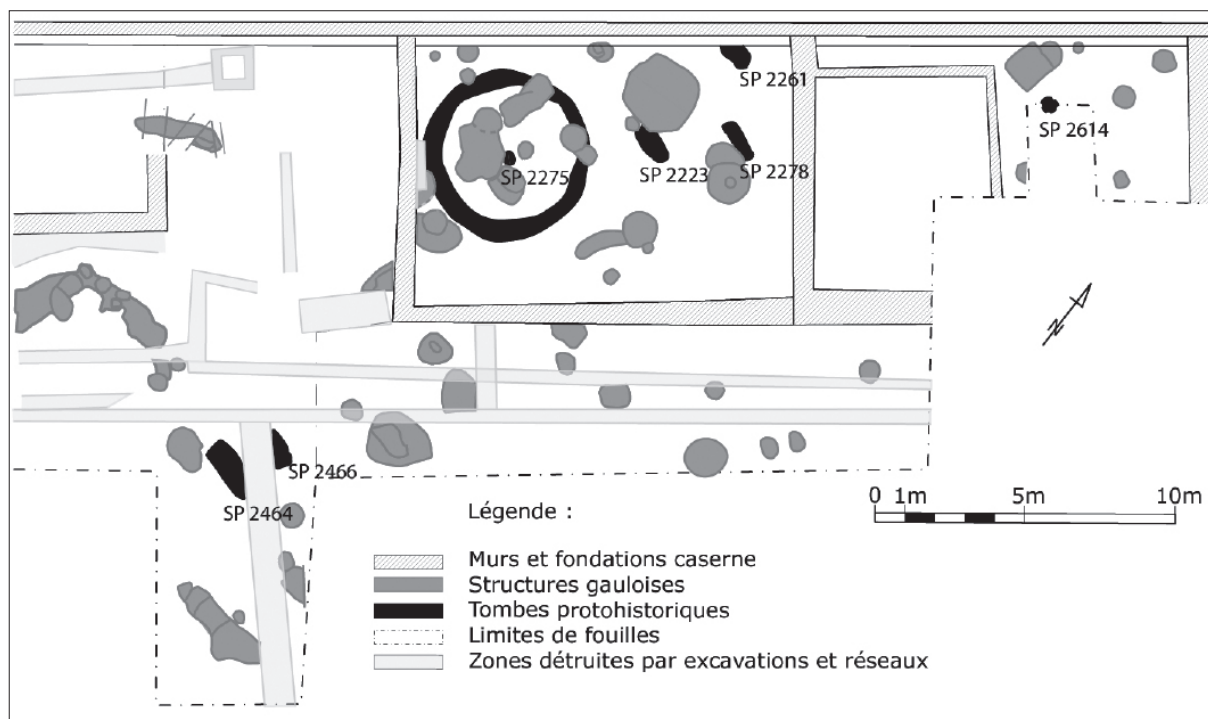 SP 2261
SP 2614
SP 2275
SP 2223
SP 2278
N
SP 2466
SP 2464
0 1m 5m 10m
Légende :
Murs et fondations caserne
Structures gauloises
Tombes protohistoriques
Limites de fouilles
Zones détruites par excavations et réseaux